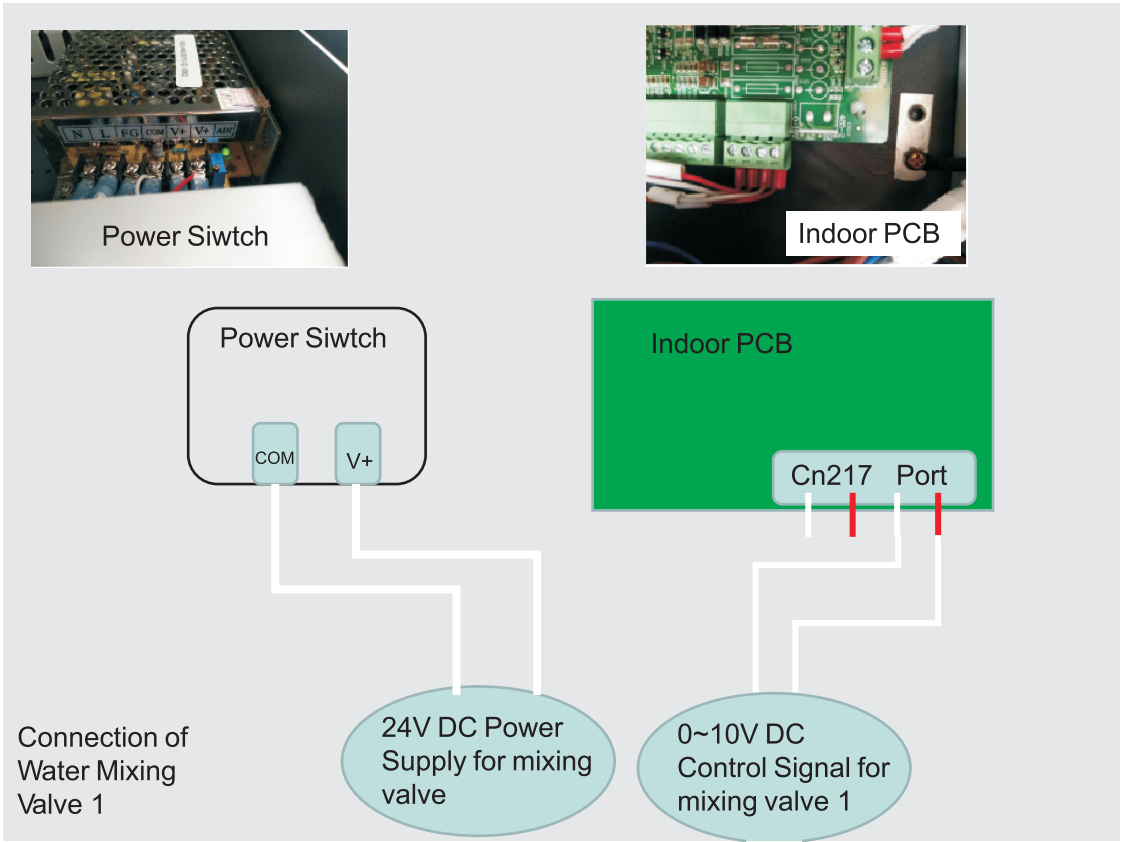 N L FG COM V+ V+ ADJ
Power Siwtch
Indoor PCB
Power Siwtch
COM
V+
Indoor PCB
Cn217 Port
24V DC Power
Supply for mixing
valve
0~10V DC
Control Signal for
mixing valve 1
Connection of
Water Mixing
Valve 1